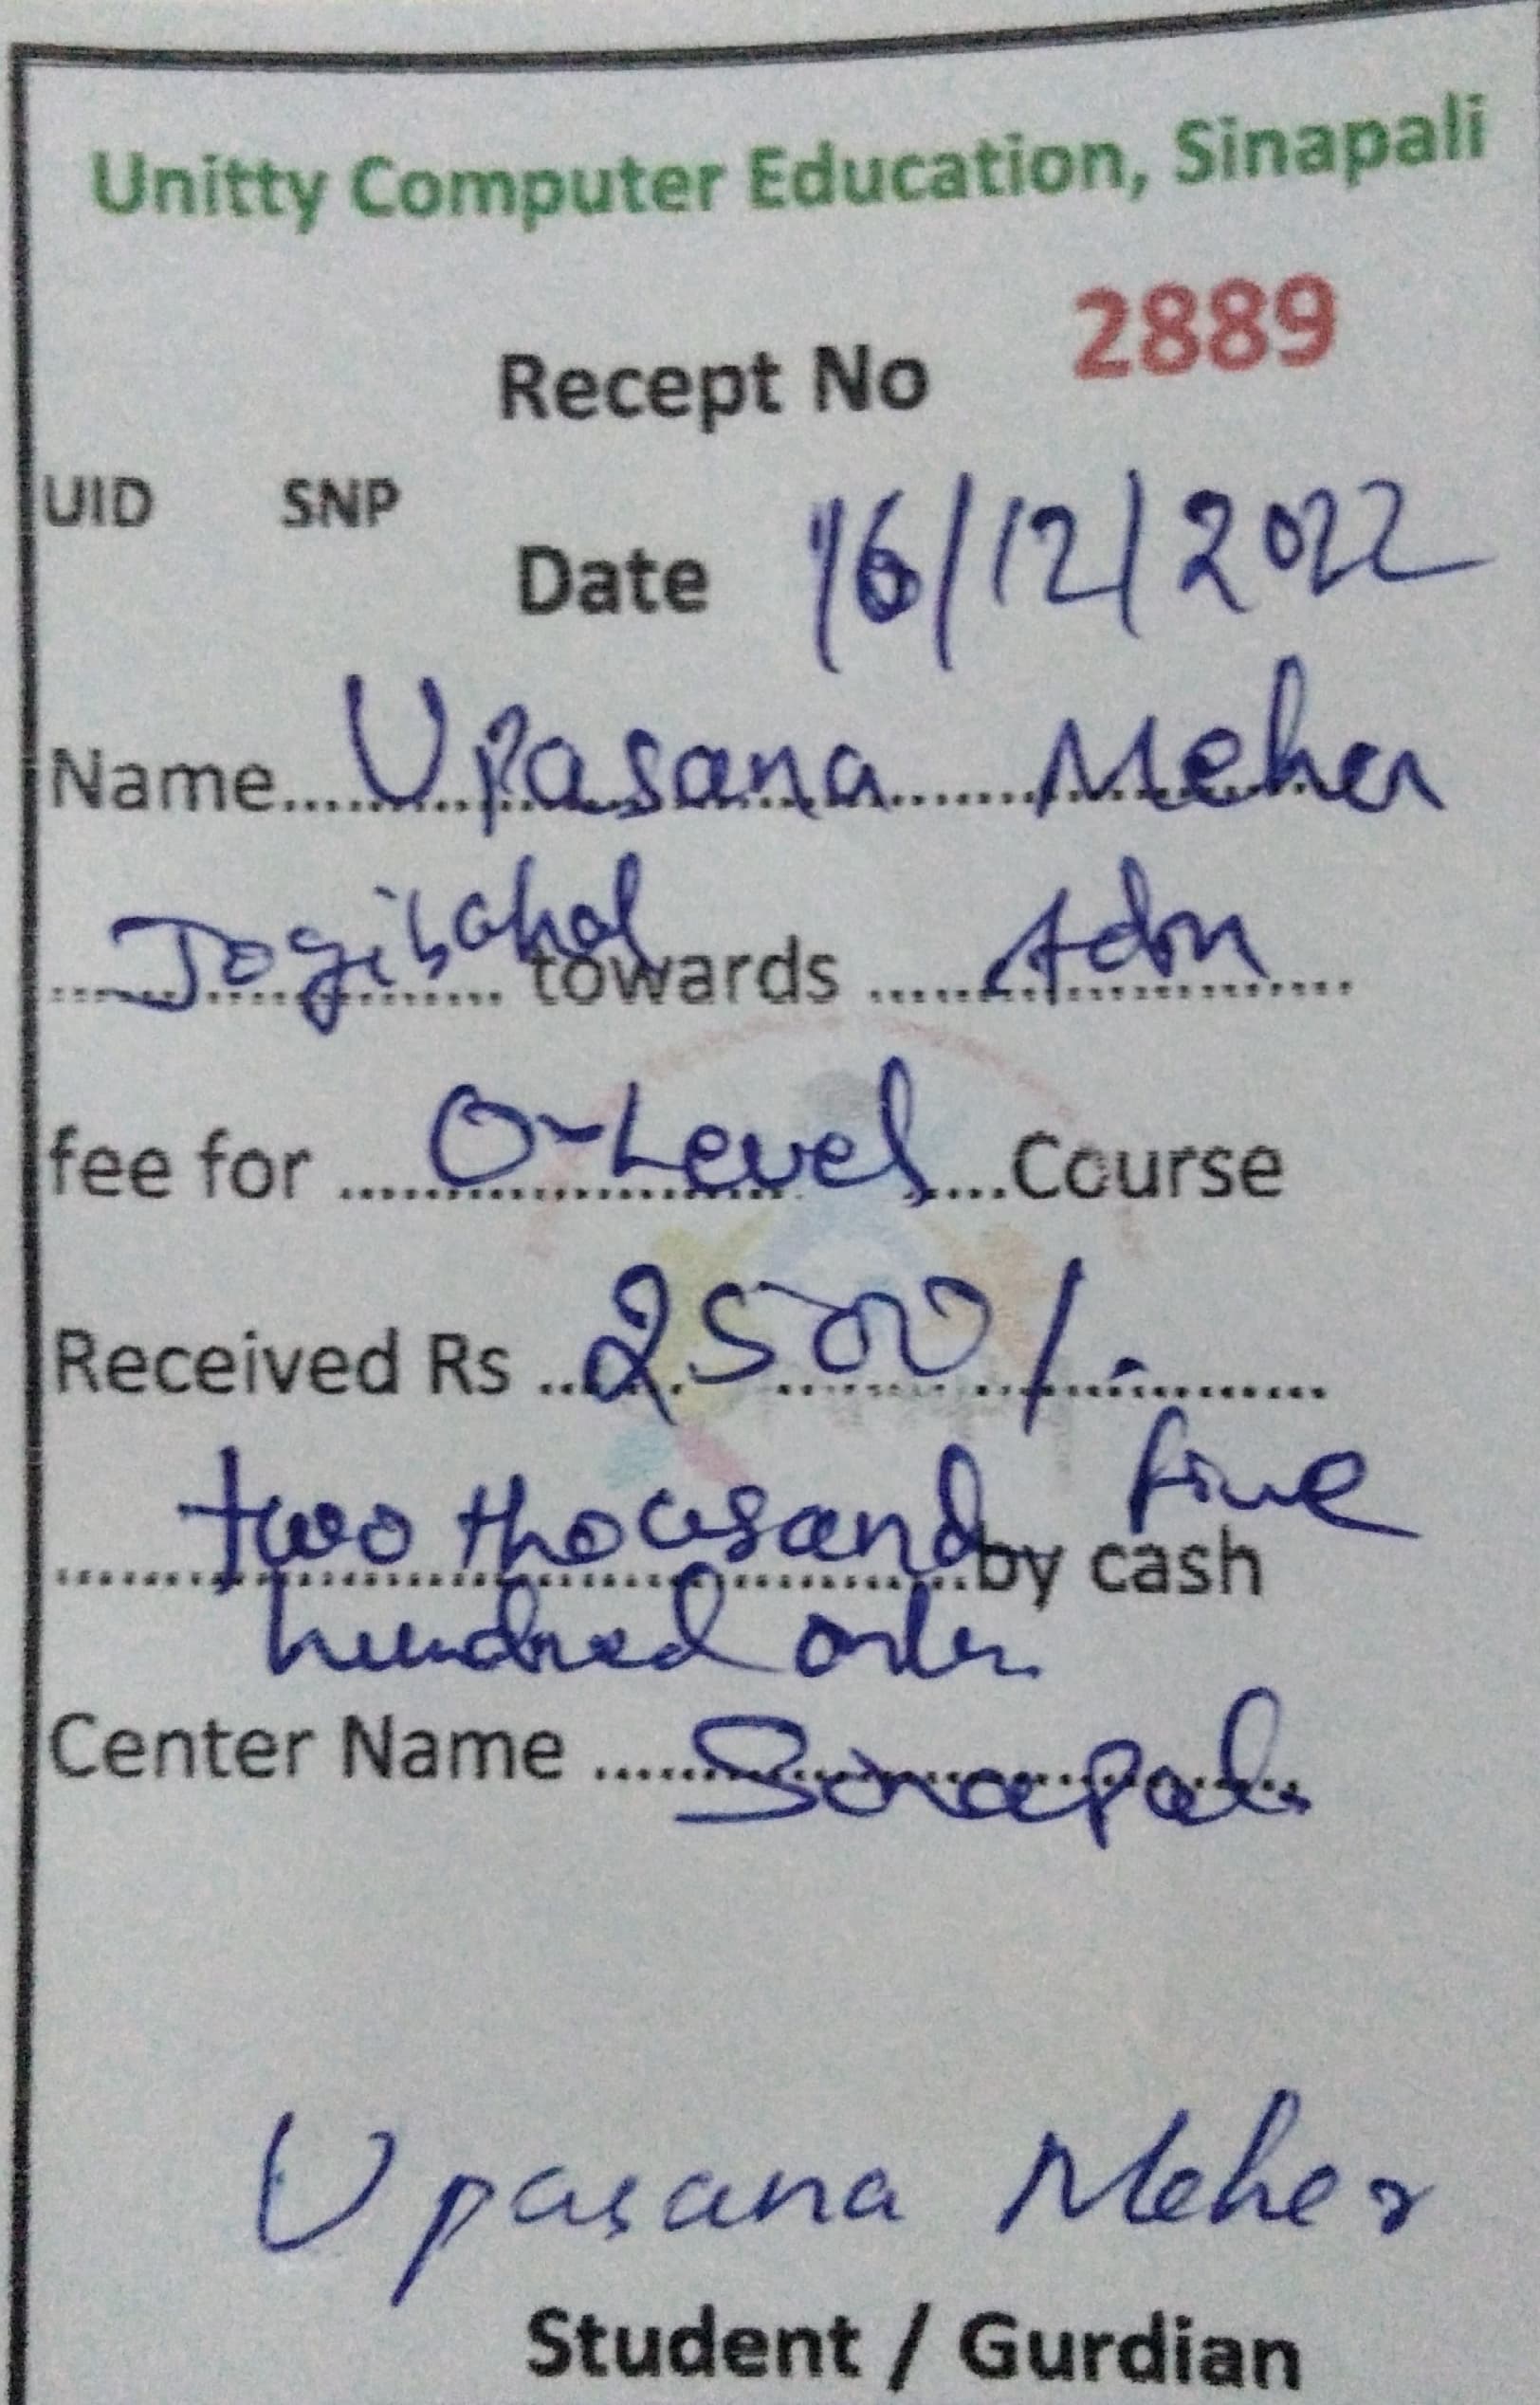 Unitty Computer Education, Sinapali
Recept No 2889
UID SNP
Date 16/12/2022
Name Upasana Meher
Jogibahal towards Adm
fee for O-Level Course
Received Rs 2500/-
two thousand five
by cash
hundred only
Center Name Sinapali
Upasana Meher
Student / Gurdian